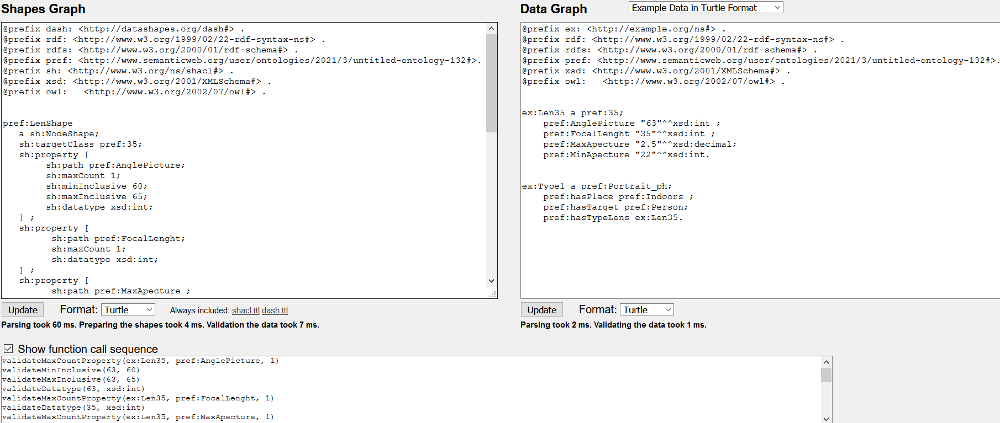 Shapes Graph
@prefix dash: <http://datashapes.org/dash#> .
@prefix rdf: <http://www.w3.org/1999/02/22-rdf-syntax-ns#> .
@prefix rdfs: <http://www.w3.org/2000/01/rdf-schema#> .
@prefix pref: <http://www.semanticweb.org/user/ontologies/2021/3/untitled-ontology-132#>.
@prefix sh: <http://www.w3.org/ns/shacl#> .
@prefix xsd: <http://www.w3.org/2001/XMLSchema#> .
@prefix owl:   <http://www.w3.org/2002/07/owl#> .
pref:LenShape
   a sh:NodeShape;
   sh:targetClass pref:35;
   sh:property [
        sh:path pref:AnglePicture;
        sh:maxCount 1;
        sh:minInclusive 60;
        sh:maxInclusive 65;
        sh:datatype xsd:int;
   ] ;
   sh:property [
         sh:path pref:FocalLenght;
         sh:maxCount 1;
         sh:datatype xsd:int;
   ] ;
   sh:property [
         sh:path pref:MaxApecture ;
Update Format: Turtle Always included: shacl.ttl dash.ttl
Parsing took 60 ms. Preparing the shapes took 4 ms. Validation the data took 7 ms.
Data Graph Example Data in Turtle Format
@prefix ex: <http://example.org/ns#> .
@prefix rdf: <http://www.w3.org/1999/02/22-rdf-syntax-ns#> .
@prefix rdfs: <http://www.w3.org/2000/01/rdf-schema#> .
@prefix pref: <http://www.semanticweb.org/user/ontologies/2021/3/untitled-ontology-132#>.
@prefix xsd: <http://www.w3.org/2001/XMLSchema#> .
@prefix owl:   <http://www.w3.org/2002/07/owl#> .
ex:Len35 a pref:35;
    pref:AnglePicture "63"^^xsd:int ;
    pref:FocalLenght "35"^^xsd:int ;
    pref:MaxApecture "2.5"^^xsd:decimal;
    pref:MinApecture "22"^^xsd:int.
ex:Type1 a pref:Portrait_ph;
    pref:hasPlace pref:Indoors ;
    pref:hasTarget pref:Person;
    pref:hasTypeLens ex:Len35.
Update Format: Turtle
Parsing took 2 ms. Validating the data took 1 ms.
Show function call sequence
validateMaxCountProperty(ex:Len35, pref:AnglePicture, 1)
validateMinInclusive(63, 60)
validateMaxInclusive(63, 65)
validateDatatype(63, xsd:int)
validateMaxCountProperty(ex:Len35, pref:FocalLenght, 1)
validateDatatype(35, xsd:int)
validateMaxCountProperty(ex:Len35, pref:MaxApecture, 1)